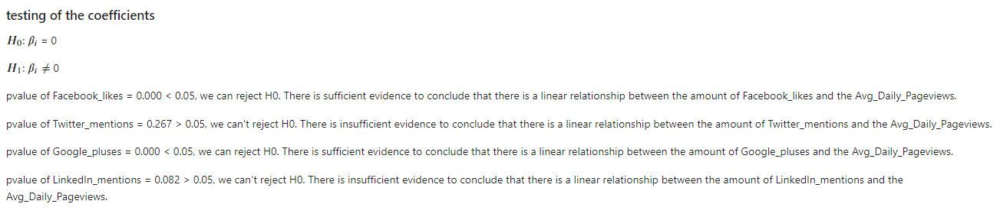 testing of the coefficients
H₀: βᵢ = 0
H₁: βᵢ ≠ 0
pvalue of Facebook_likes = 0.000 < 0.05, we can reject H0. There is sufficient evidence to conclude that there is a linear relationship between the amount of Facebook_likes and the Avg_Daily_Pageviews.
pvalue of Twitter_mentions = 0.267 > 0.05, we can't reject H0. There is insufficient evidence to conclude that there is a linear relationship between the amount of Twitter_mentions and the Avg_Daily_Pageviews.
pvalue of Google_pluses = 0.000 < 0.05, we can reject H0. There is sufficient evidence to conclude that there is a linear relationship between the amount of Google_pluses and the Avg_Daily_Pageviews.
pvalue of LinkedIn_mentions = 0.082 > 0.05, we can't reject H0. There is insufficient evidence to conclude that there is a linear relationship between the amount of LinkedIn_mentions and the
Avg_Daily_Pageviews.